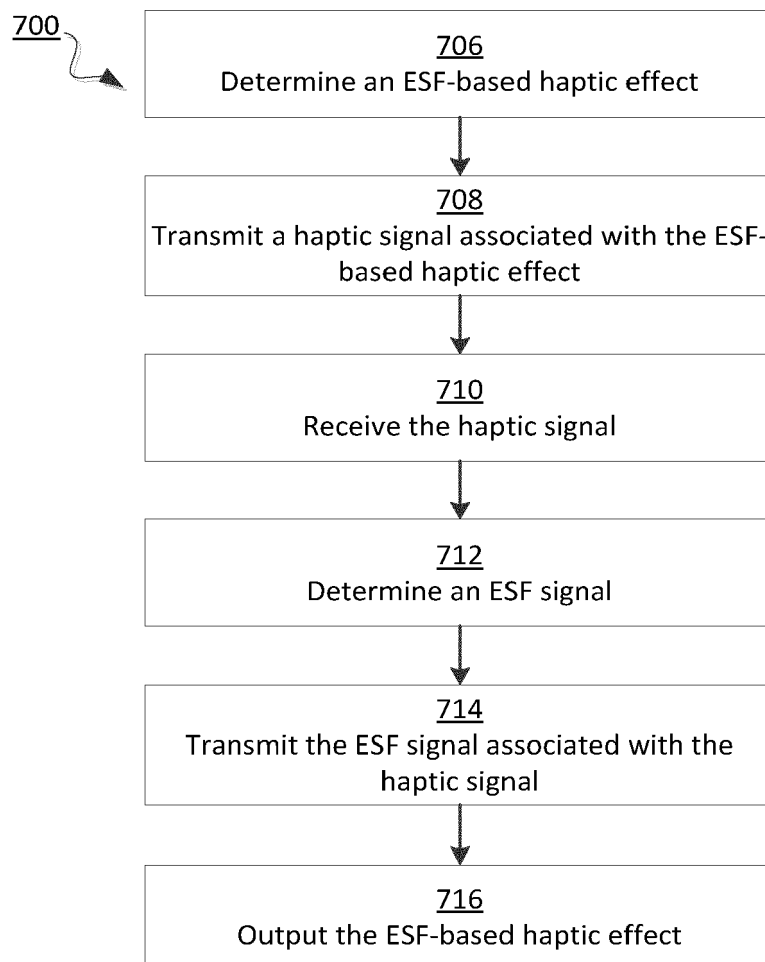 700
706
Determine an ESF-based haptic effect
708
Transmit a haptic signal associated with the ESF-
based haptic effect
710
Receive the haptic signal
712
Determine an ESF signal
714
Transmit the ESF signal associated with the
haptic signal
716
Output the ESF-based haptic effect